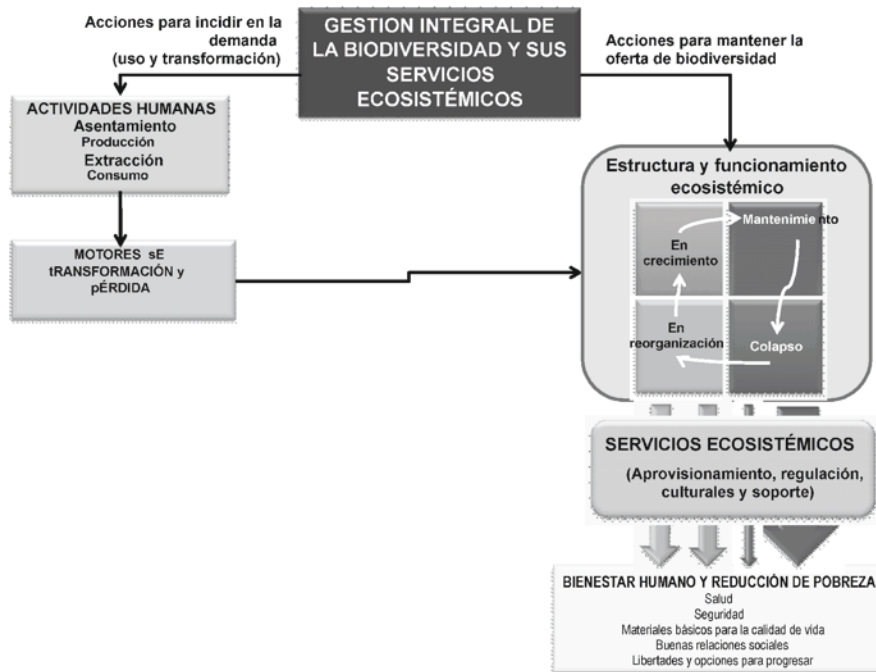 Acciones para incidir en la
demanda
(uso y transformación)
GESTION INTEGRAL DE
LA BIODIVERSIDAD Y SUS
SERVICIOS
ECOSISTÉMICOS
Acciones para mantener la
oferta de biodiversidad
ACTIVIDADES HUMANAS
Asentamiento
Producción
Extracción
Consumo
MOTORES sE
tRANSFORMACIÓN y
pÉRDIDA
Estructura y funcionamiento
ecosistémico
Mantenimiento
En
crecimiento
En
reorganización
Colapso
SERVICIOS ECOSISTÉMICOS
(Aprovisionamiento, regulación,
culturales y soporte)
BIENESTAR HUMANO Y REDUCCIÓN DE POBREZA
Salud
Seguridad
Materiales básicos para la calidad de vida
Buenas relaciones sociales
Libertades y opciones para progresar